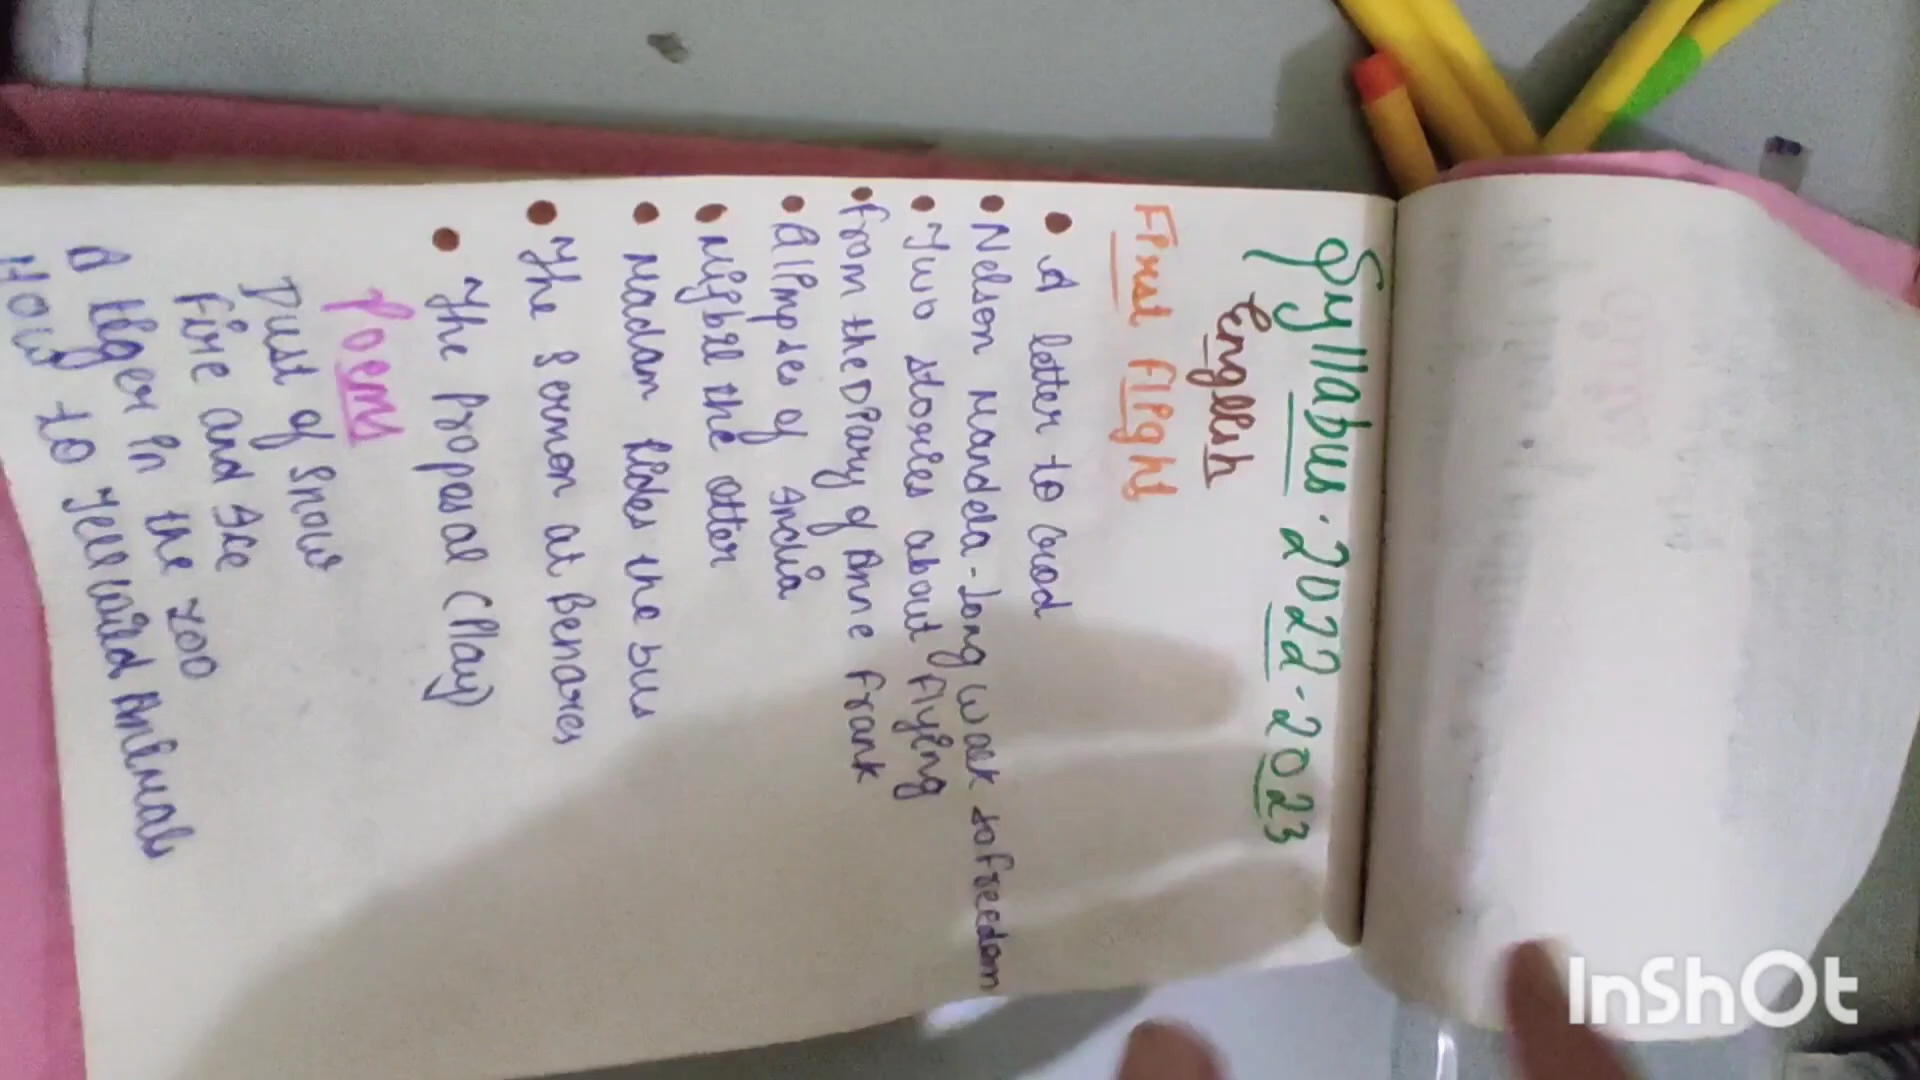 Syllabus 2022-2023
English
First Flight
A letter to God
Nelson Mandela-Long walk to freedom
Two stories about flying
From the Diary of Anne Frank
Glimpses of India
Mijbil the otter
Madam Rides the bus
The Sermon at Benares
The Proposal (Play)
Poems
Dust of Snow
Fire and Ice
A tiger in the zoo
How to Tell wild Animals
InShOt